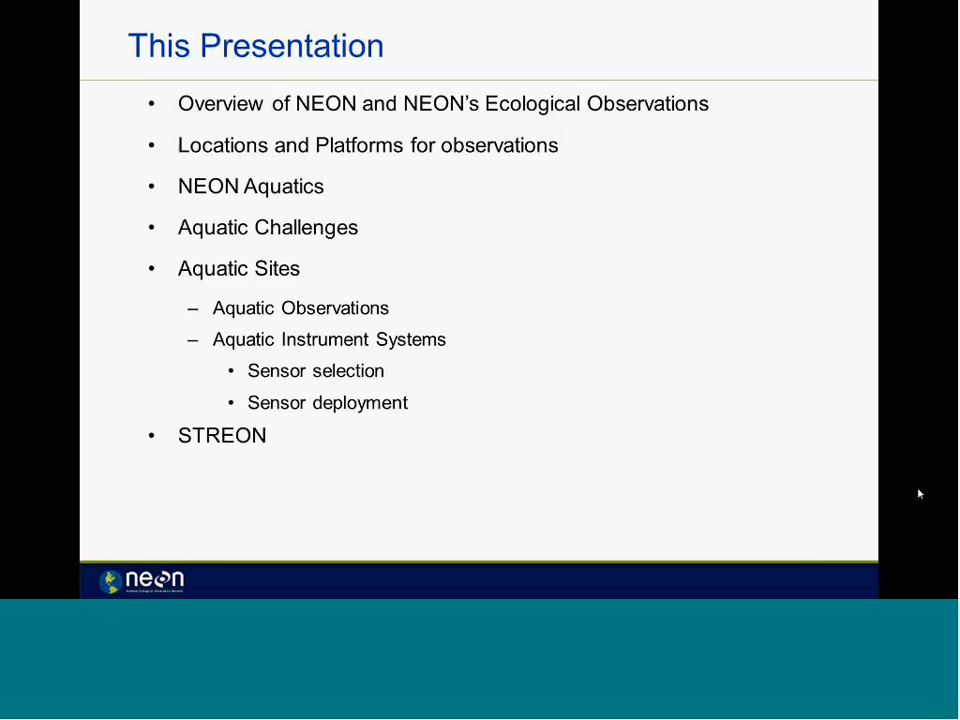 This Presentation
• Overview of NEON and NEON's Ecological Observations
• Locations and Platforms for observations
• NEON Aquatics
• Aquatic Challenges
• Aquatic Sites
– Aquatic Observations
– Aquatic Instrument Systems
• Sensor selection
• Sensor deployment
• STREON
neon